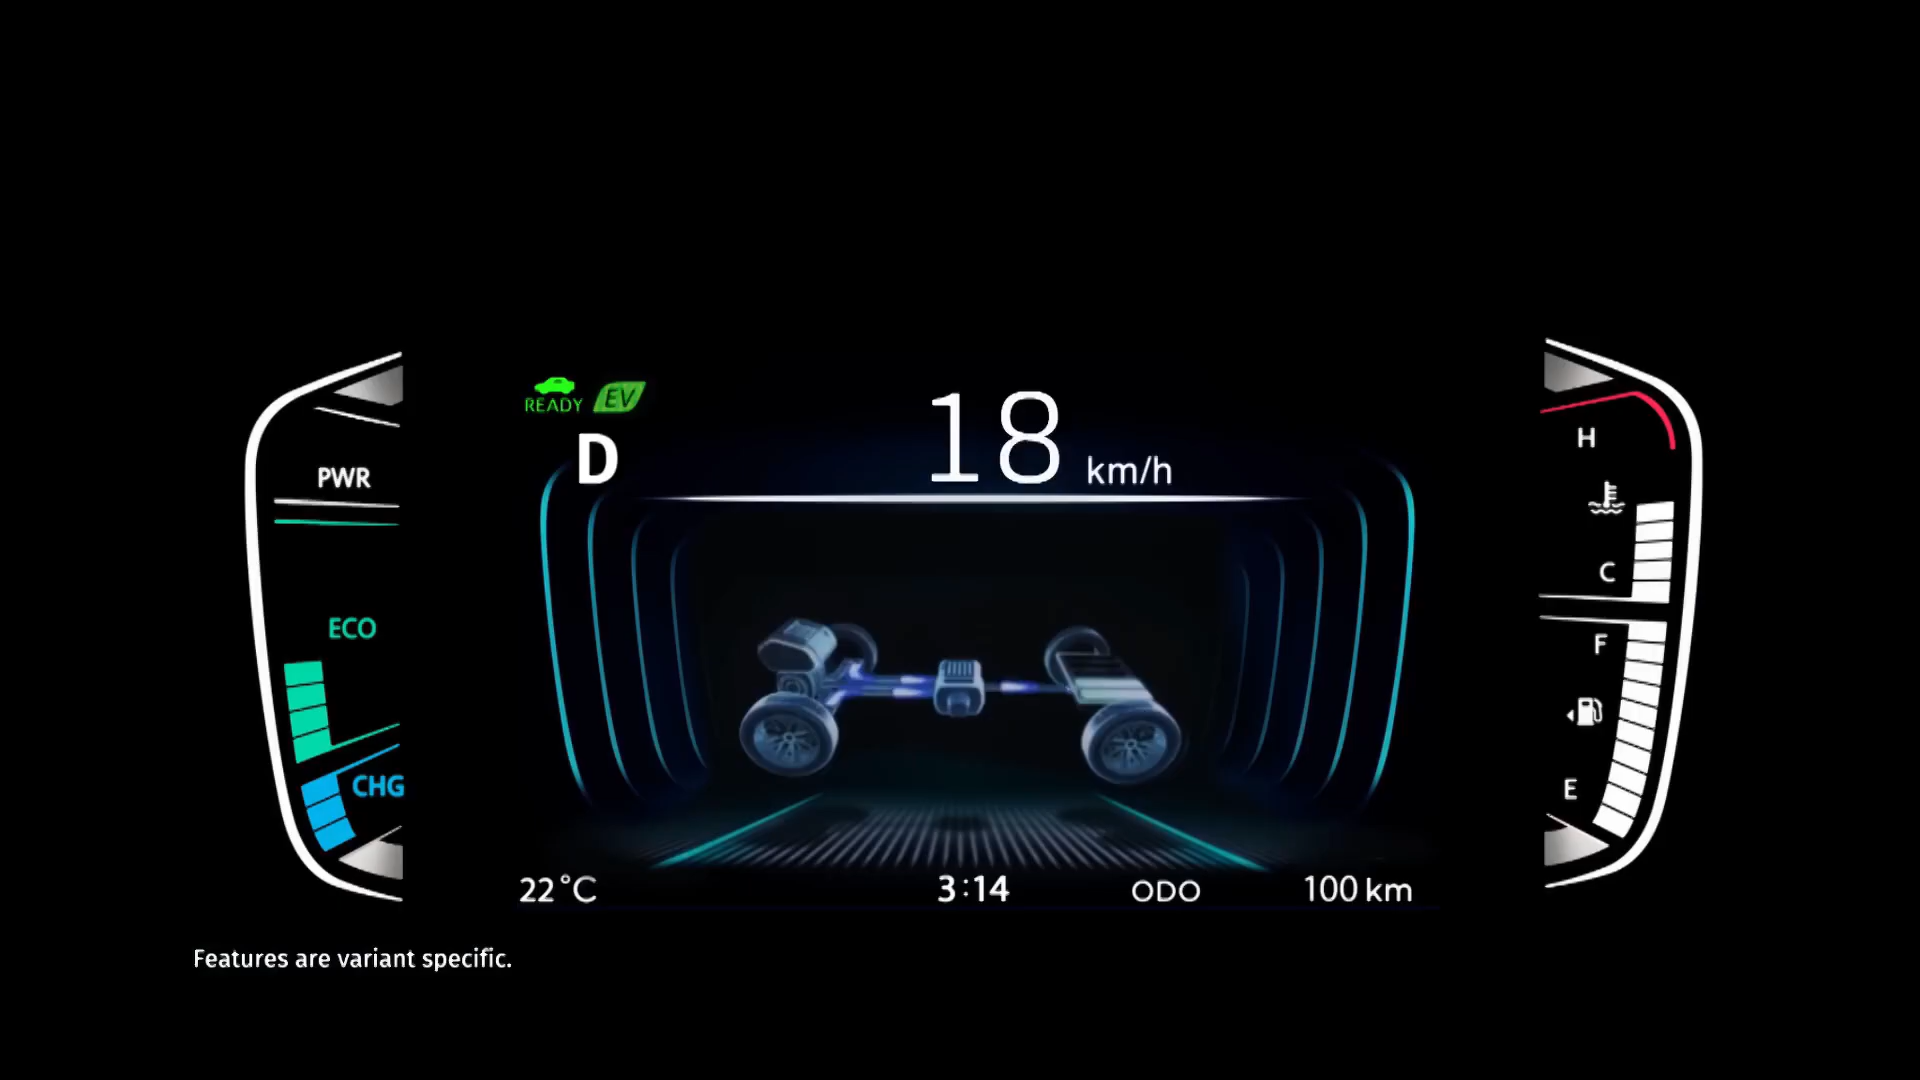 READY EV
D
18 km/h
PWR
ECO
CHG
H
C
F
E
22°C
3:14
ODO
100 km
Features are variant specific.